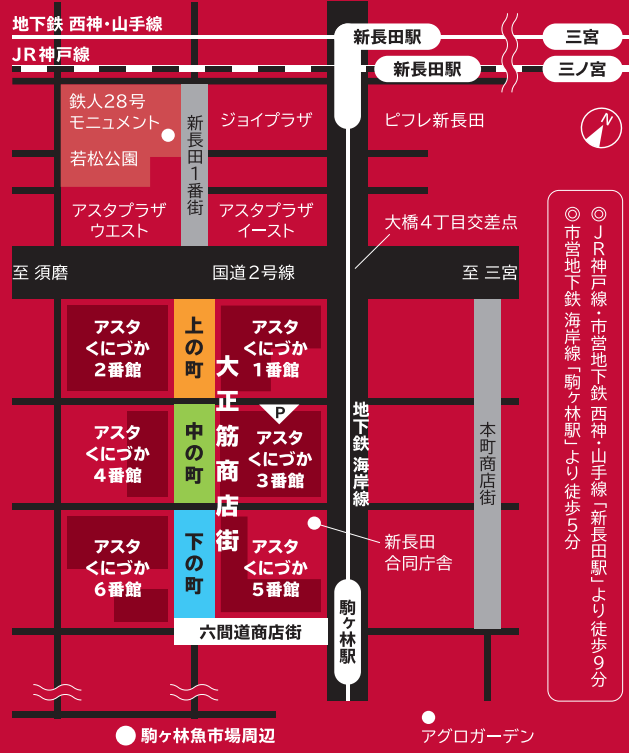 地下鉄 西神・山手線
新長田駅
三宮
JR神戸線
新長田駅
三ノ宮
鉄人28号
モニュメント
若松公園
新長田1番街
ジョイプラザ
ピフレ新長田
N
アスタプラザ
ウエスト
アスタプラザ
イースト
大橋4丁目交差点
至 須磨
国道2号線
至 三宮
◎JR神戸線・市営地下鉄 西神・山手線「新長田駅」より徒歩9分
◎市営地下鉄 海岸線「駒ヶ林駅」より徒歩5分
アスタ
くにづか
2番館
上の町
アスタ
くにづか
1番館
大正筋商店街
アスタ
くにづか
4番館
中の町
P
アスタ
くにづか
3番館
地下鉄 海岸線
本町商店街
アスタ
くにづか
6番館
下の町
アスタ
くにづか
5番館
新長田
合同庁舎
六間道商店街
駒ヶ林駅
駒ヶ林魚市場周辺
アグロガーデン